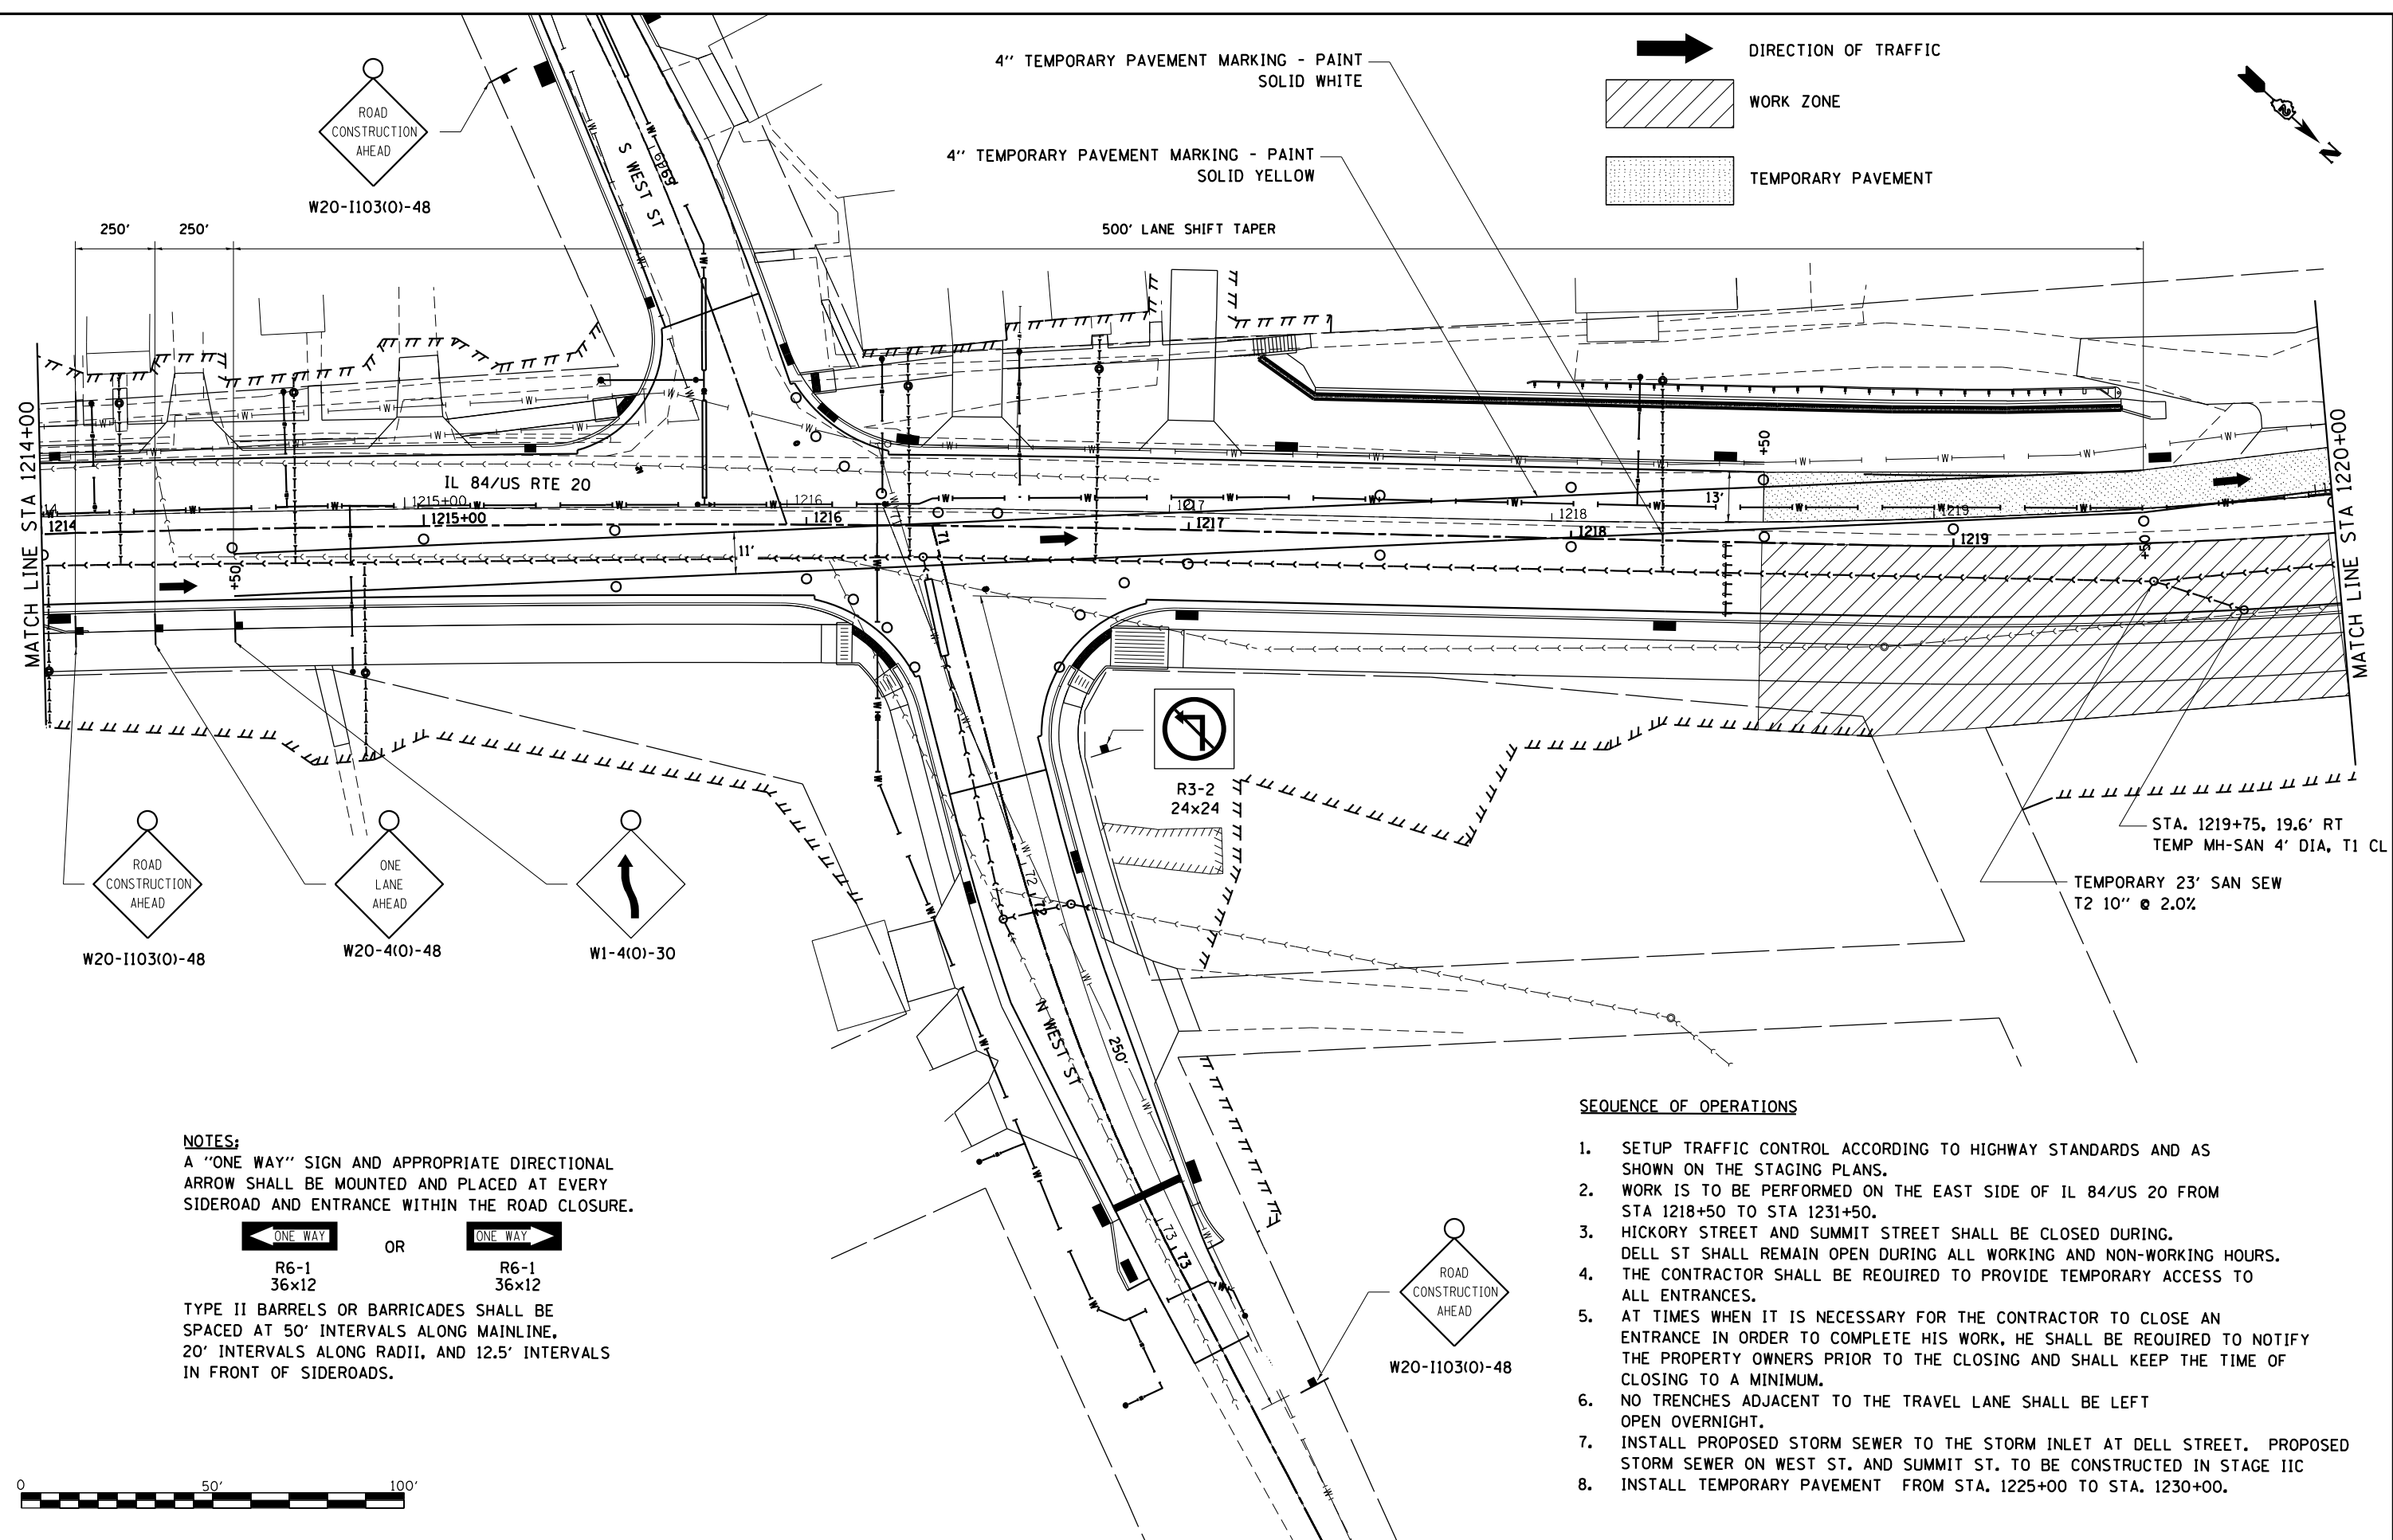 4'' TEMPORARY PAVEMENT MARKING - PAINT
SOLID WHITE
4'' TEMPORARY PAVEMENT MARKING - PAINT
SOLID YELLOW
DIRECTION OF TRAFFIC
WORK ZONE
TEMPORARY PAVEMENT
N
ROAD
CONSTRUCTION
AHEAD
W20-I103(O)-48
S WEST ST
250'
250'
500' LANE SHIFT TAPER
MATCH LINE STA 1214+00
MATCH LINE STA 1220+00
IL 84/US RTE 20
1214
1215+00
1215+00
1216
1216
1217
1217
1218
1218
1219
1219
+50
+50
+50
13'
11'
71
72
72
73
73
R3-2
24x24
ROAD
CONSTRUCTION
AHEAD
W20-I103(O)-48
ONE
LANE
AHEAD
W20-4(O)-48
W1-4(O)-30
STA. 1219+75, 19.6' RT
TEMP MH-SAN 4' DIA, T1 CL
TEMPORARY 23' SAN SEW
T2 10'' @ 2.0%
N WEST ST
250'
ROAD
CONSTRUCTION
AHEAD
W20-I103(O)-48
NOTES:
A "ONE WAY" SIGN AND APPROPRIATE DIRECTIONAL
ARROW SHALL BE MOUNTED AND PLACED AT EVERY
SIDEROAD AND ENTRANCE WITHIN THE ROAD CLOSURE.
ONE WAY
OR
ONE WAY
R6-1
36x12
R6-1
36x12
TYPE II BARRELS OR BARRICADES SHALL BE
SPACED AT 50' INTERVALS ALONG MAINLINE,
20' INTERVALS ALONG RADII, AND 12.5' INTERVALS
IN FRONT OF SIDEROADS.
0 50' 100'
SEQUENCE OF OPERATIONS
1. SETUP TRAFFIC CONTROL ACCORDING TO HIGHWAY STANDARDS AND AS
SHOWN ON THE STAGING PLANS.
2. WORK IS TO BE PERFORMED ON THE EAST SIDE OF IL 84/US 20 FROM
STA 1218+50 TO STA 1231+50.
3. HICKORY STREET AND SUMMIT STREET SHALL BE CLOSED DURING.
DELL ST SHALL REMAIN OPEN DURING ALL WORKING AND NON-WORKING HOURS.
4. THE CONTRACTOR SHALL BE REQUIRED TO PROVIDE TEMPORARY ACCESS TO
ALL ENTRANCES.
5. AT TIMES WHEN IT IS NECESSARY FOR THE CONTRACTOR TO CLOSE AN
ENTRANCE IN ORDER TO COMPLETE HIS WORK, HE SHALL BE REQUIRED TO NOTIFY
THE PROPERTY OWNERS PRIOR TO THE CLOSING AND SHALL KEEP THE TIME OF
CLOSING TO A MINIMUM.
6. NO TRENCHES ADJACENT TO THE TRAVEL LANE SHALL BE LEFT
OPEN OVERNIGHT.
7. INSTALL PROPOSED STORM SEWER TO THE STORM INLET AT DELL STREET. PROPOSED
STORM SEWER ON WEST ST. AND SUMMIT ST. TO BE CONSTRUCTED IN STAGE IIC
8. INSTALL TEMPORARY PAVEMENT FROM STA. 1225+00 TO STA. 1230+00.